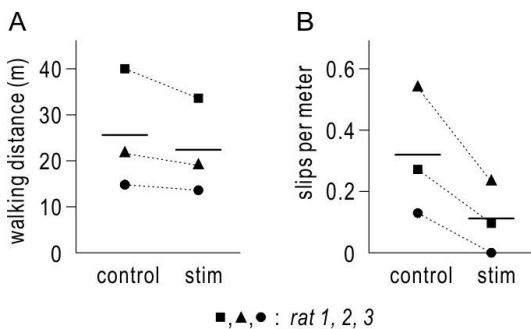 A
walking distance (m)
40
30
20
10
0
control stim
B
slips per meter
0.6
0.4
0.2
0
control stim
■,▲,● : rat 1, 2, 3